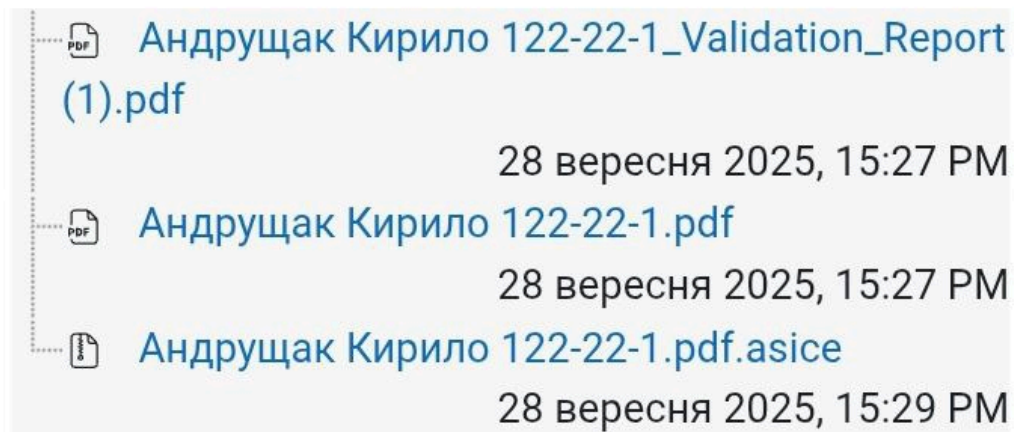 Андрущак Кирило 122-22-1_Validation_Report
(1).pdf
28 вересня 2025, 15:27 PM
Андрущак Кирило 122-22-1.pdf
28 вересня 2025, 15:27 PM
Андрущак Кирило 122-22-1.pdf.asice
28 вересня 2025, 15:29 PM